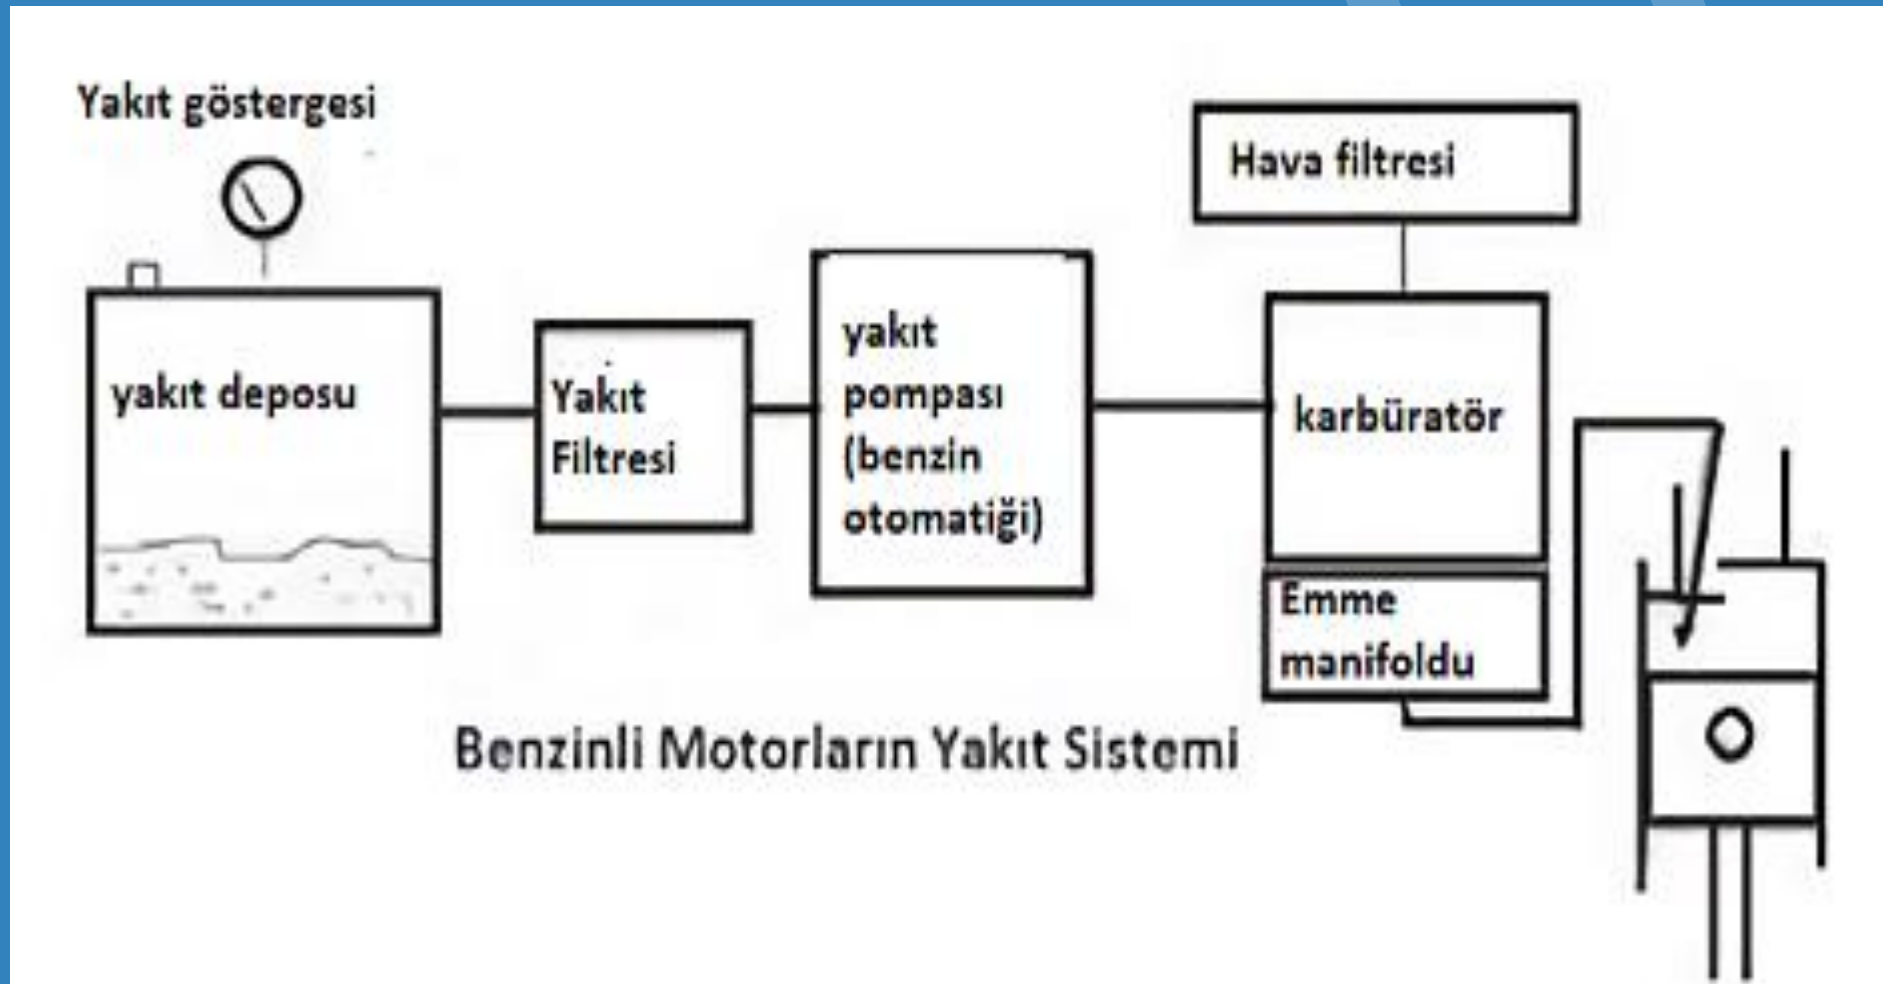 Yakıt göstergesi
Hava filtresi
yakıt deposu
Yakıt
Filtresi
yakıt
pompası
(benzin
otomatiği)
karbüratör
Emme
manifoldu
Benzinli Motorların Yakıt Sistemi